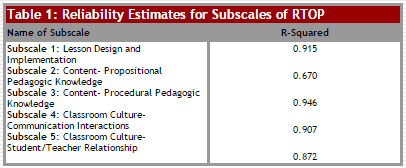 Table 1: Reliability Estimates for Subscales of RTOP
Name of Subscale R-Squared
Subscale 1: Lesson Design and
Implementation 0.915
Subscale 2: Content- Propositional
Pedagogic Knowledge 0.670
Subscale 3: Content- Procedural Pedagogic
Knowledge 0.946
Subscale 4: Classroom Culture-
Communication Interactions 0.907
Subscale 5: Classroom Culture-
Student/Teacher Relationship
0.872